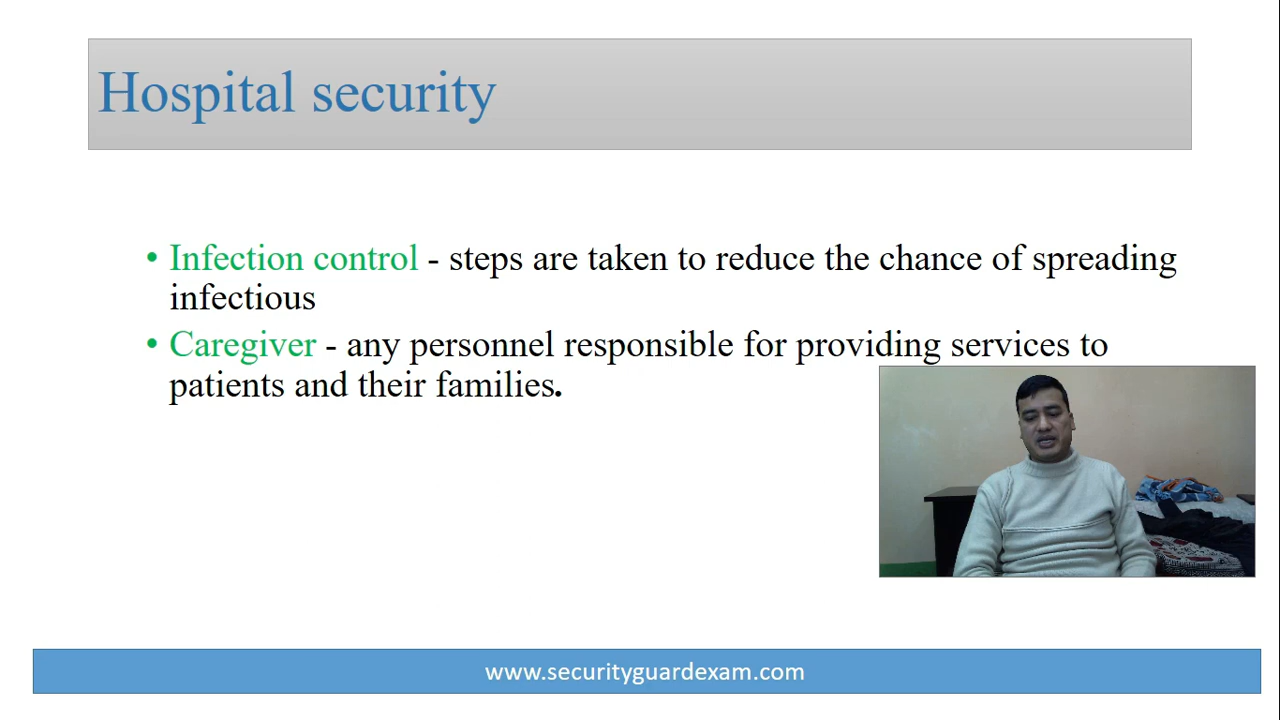 Hospital security
• Infection control - steps are taken to reduce the chance of spreading
infectious
• Caregiver - any personnel responsible for providing services to
patients and their families.
www.securityguardexam.com